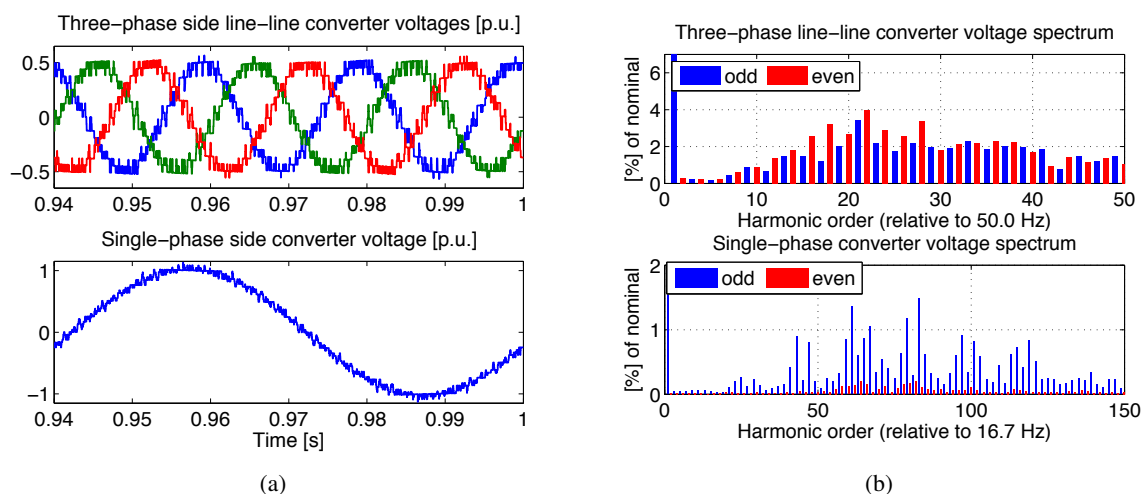 Three−phase side line−line converter voltages [p.u.]
0.5
0
−0.5
0.94 0.95 0.96 0.97 0.98 0.99 1
Single−phase side converter voltage [p.u.]
1
0
−1
0.94 0.95 0.96 0.97 0.98 0.99 1
Time [s]
(a)
Three−phase line−line converter voltage spectrum
[%] of nominal
6
4
2
0
odd even
0 10 20 30 40 50
Harmonic order (relative to 50.0 Hz)
Single−phase converter voltage spectrum
[%] of nominal
2
1
0
odd even
50 100 150
Harmonic order (relative to 16.7 Hz)
(b)